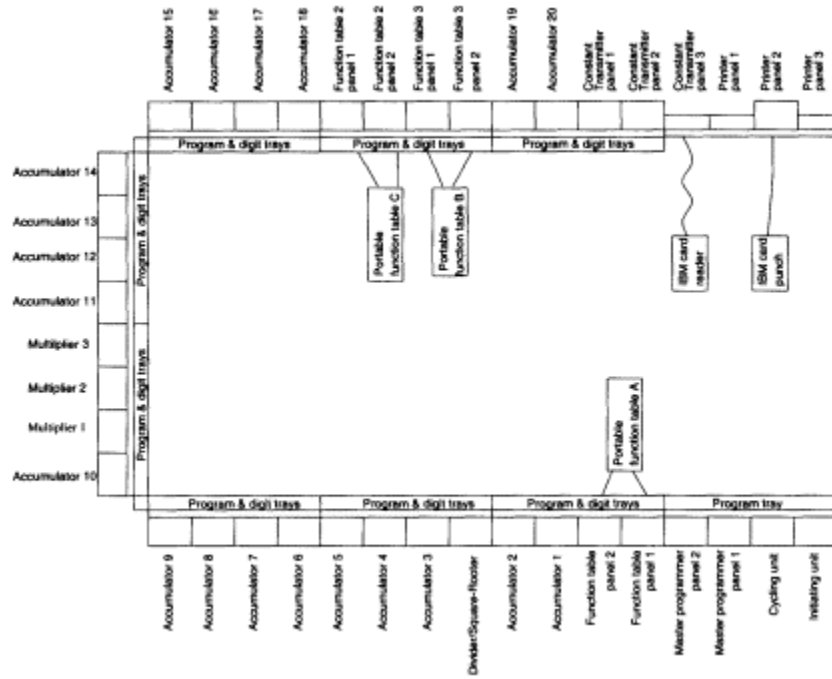 Accumulator 15
Accumulator 16
Accumulator 17
Accumulator 18
Function table 2
panel 1
Function table 2
panel 2
Function table 3
panel 1
Function table 3
panel 2
Accumulator 19
Accumulator 20
Constant
Transmitter
panel 1
Constant
Transmitter
panel 2
Constant
Transmitter
panel 3
Printer
panel 1
Printer
panel 2
Printer
panel 3
Program & digit trays
Program & digit trays
Program & digit trays
Accumulator 14
Accumulator 13
Accumulator 12
Accumulator 11
Multiplier 3
Multiplier 2
Multiplier 1
Accumulator 10
Program & digit trays
Program & digit trays
Portable
function table C
Portable
function table B
IBM card
reader
IBM card
punch
Portable
function table A
Program & digit trays
Program & digit trays
Program & digit trays
Program tray
Accumulator 9
Accumulator 8
Accumulator 7
Accumulator 6
Accumulator 5
Accumulator 4
Accumulator 3
Divider/Square-Rooter
Accumulator 2
Accumulator 1
Function table
panel 2
Function table
panel 1
Master programmer
panel 2
Master programmer
panel 1
Cycling unit
Initiating unit